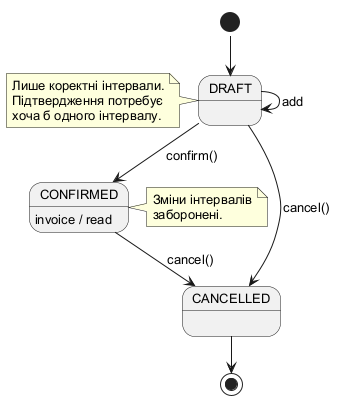 Лише коректні інтервали.
Підтвердження потребує
хоча б одного інтервалу.
DRAFT
add
confirm()
CONFIRMED
invoice / read
Зміни інтервалів
заборонені.
cancel()
cancel()
CANCELLED